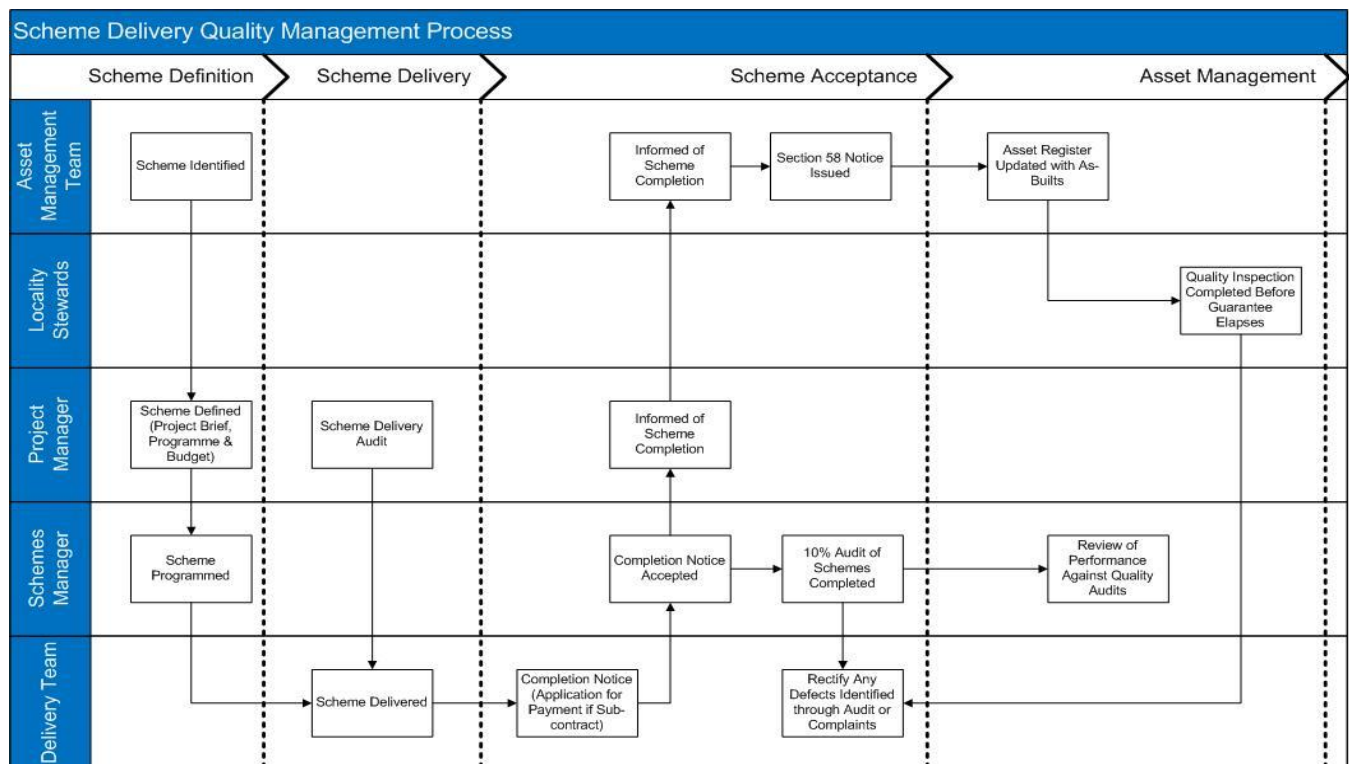 Scheme Delivery Quality Management Process
Scheme Definition
Scheme Delivery
Scheme Acceptance
Asset Management
Asset
Management
Team
Scheme Identified
Informed of
Scheme
Completion
Section 58 Notice
Issued
Asset Register
Updated with As-
Builts
Locality
Stewards
Quality Inspection
Completed Before
Guarantee
Elapses
Project
Manager
Scheme Defined
(Project Brief,
Programme &
Budget)
Scheme Delivery
Audit
Informed of
Scheme
Completion
Schemes
Manager
Scheme
Programmed
Completion Notice
Accepted
10% Audit of
Schemes
Completed
Review of
Performance
Against Quality
Audits
Delivery Team
Scheme Delivered
Completion Notice
(Application for
Payment if Sub-
contract)
Rectify Any
Defects Identified
through Audit or
Complaints